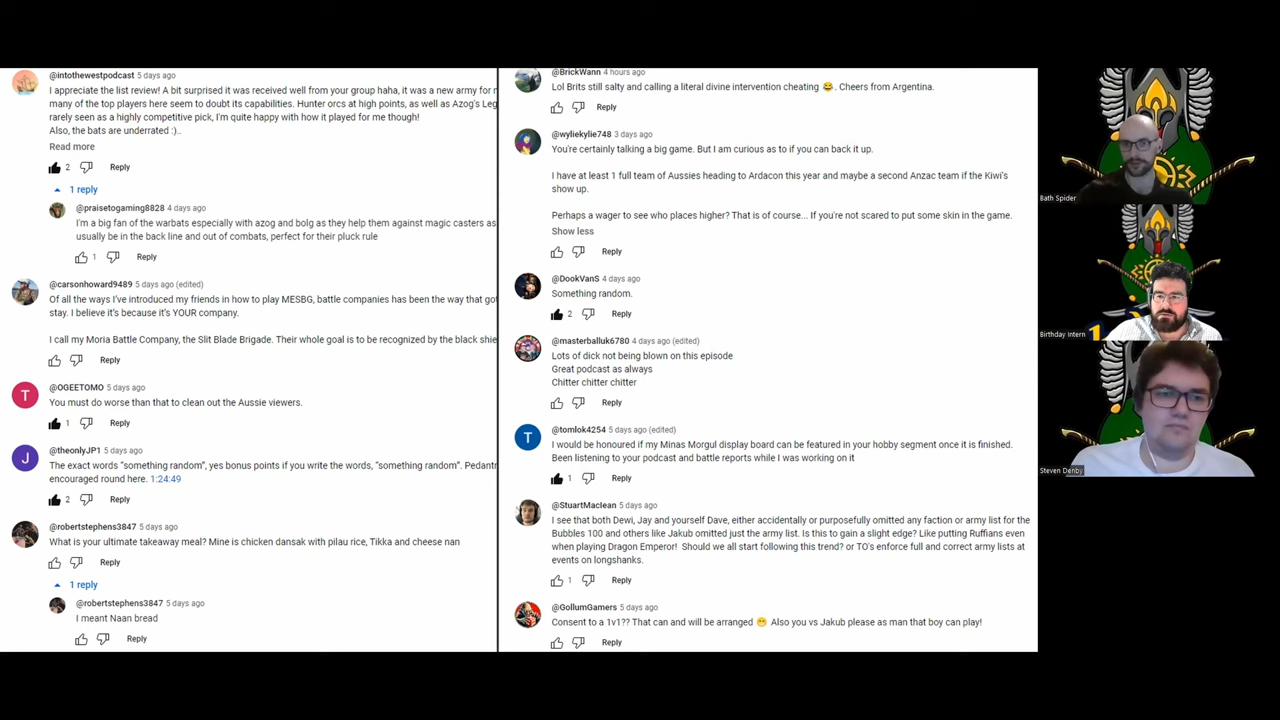 @intothewestpodcast 5 days ago
I appreciate the list review! A bit surprised it was received well from your group haha, it was a new army for
many of the top players here seem to doubt its capabilities. Hunter orcs at high points, as well as Azog's Leg
rarely seen as a highly competitive pick, I'm quite happy with how it played for me though!
Also, the bats are underrated :)..
Read more
2 Reply
1 reply
@praisetogaming8828 4 days ago
I'm a big fan of the warbats especially with azog and bolg as they help them against magic casters as
usually be in the back line and out of combats, perfect for their pluck rule
1 Reply
@carsonhoward9489 5 days ago (edited)
Of all the ways I've introduced my friends in how to play MESBG, battle companies has been the way that got
stay. I believe it's because it's YOUR company.
I call my Moria Battle Company, the Slit Blade Brigade. Their whole goal is to be recognized by the black shie
Reply
T
@OGEETOMO 5 days ago
You must do worse than that to clean out the Aussie viewers.
1 Reply
J
@theonlyJP1 5 days ago
The exact words “something random”, yes bonus points if you write the words, “something random”. Pedant
encouraged round here. 1:24:49
2 Reply
@robertstephens3847 5 days ago
What is your ultimate takeaway meal? Mine is chicken dansak with pilau rice, Tikka and cheese nan
Reply
1 reply
@robertstephens3847 5 days ago
I meant Naan bread
Reply
@BrickWann 4 hours ago
Lol Brits still salty and calling a literal divine intervention cheating 😂. Cheers from Argentina.
Reply
@wyliekylie748 3 days ago
You're certainly talking a big game. But I am curious as to if you can back it up.
I have at least 1 full team of Aussies heading to Ardacon this year and maybe a second Anzac team if the Kiwi's
show up.
Perhaps a wager to see who places higher? That is of course... If you're not scared to put some skin in the game.
Show less
Reply
@DookVanS 4 days ago
Something random.
2 Reply
@masterballuk6780 4 days ago (edited)
Lots of dick not being blown on this episode
Great podcast as always
Chitter chitter chitter
Reply
T
@tomlok4254 5 days ago (edited)
I would be honoured if my Minas Morgul display board can be featured in your hobby segment once it is finished.
Been listening to your podcast and battle reports while I was working on it
1 Reply
@StuartMaclean 5 days ago
I see that both Dewi, Jay and yourself Dave, either accidentally or purposefully omitted any faction or army list for the
Bubbles 100 and others like Jakub omitted just the army list. Is this to gain a slight edge? Like putting Ruffians even
when playing Dragon Emperor! Should we all start following this trend? or TO's enforce full and correct army lists at
events on longshanks.
1 Reply
@GollumGamers 5 days ago
Consent to a 1v1?? That can and will be arranged 😁 Also you vs Jakub please as man that boy can play!
Reply
Bath Spider
Birthday Intern
Steven Denby